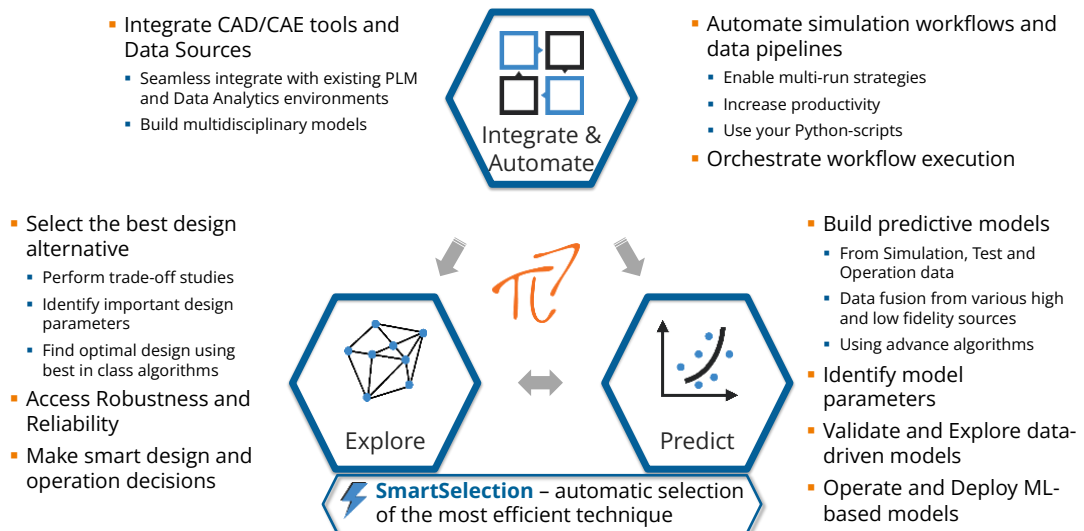 Integrate CAD/CAE tools and
Data Sources
Seamless integrate with existing PLM
and Data Analytics environments
Build multidisciplinary models
Integrate &
Automate
Automate simulation workflows and
data pipelines
Enable multi-run strategies
Increase productivity
Use your Python-scripts
Orchestrate workflow execution
Select the best design
alternative
Perform trade-off studies
Identify important design
parameters
Find optimal design using
best in class algorithms
Access Robustness and
Reliability
Make smart design and
operation decisions
Explore
Predict
Build predictive models
From Simulation, Test and
Operation data
Data fusion from various high
and low fidelity sources
Using advance algorithms
Identify model
parameters
Validate and Explore data-
driven models
Operate and Deploy ML-
based models
SmartSelection – automatic selection
of the most efficient technique